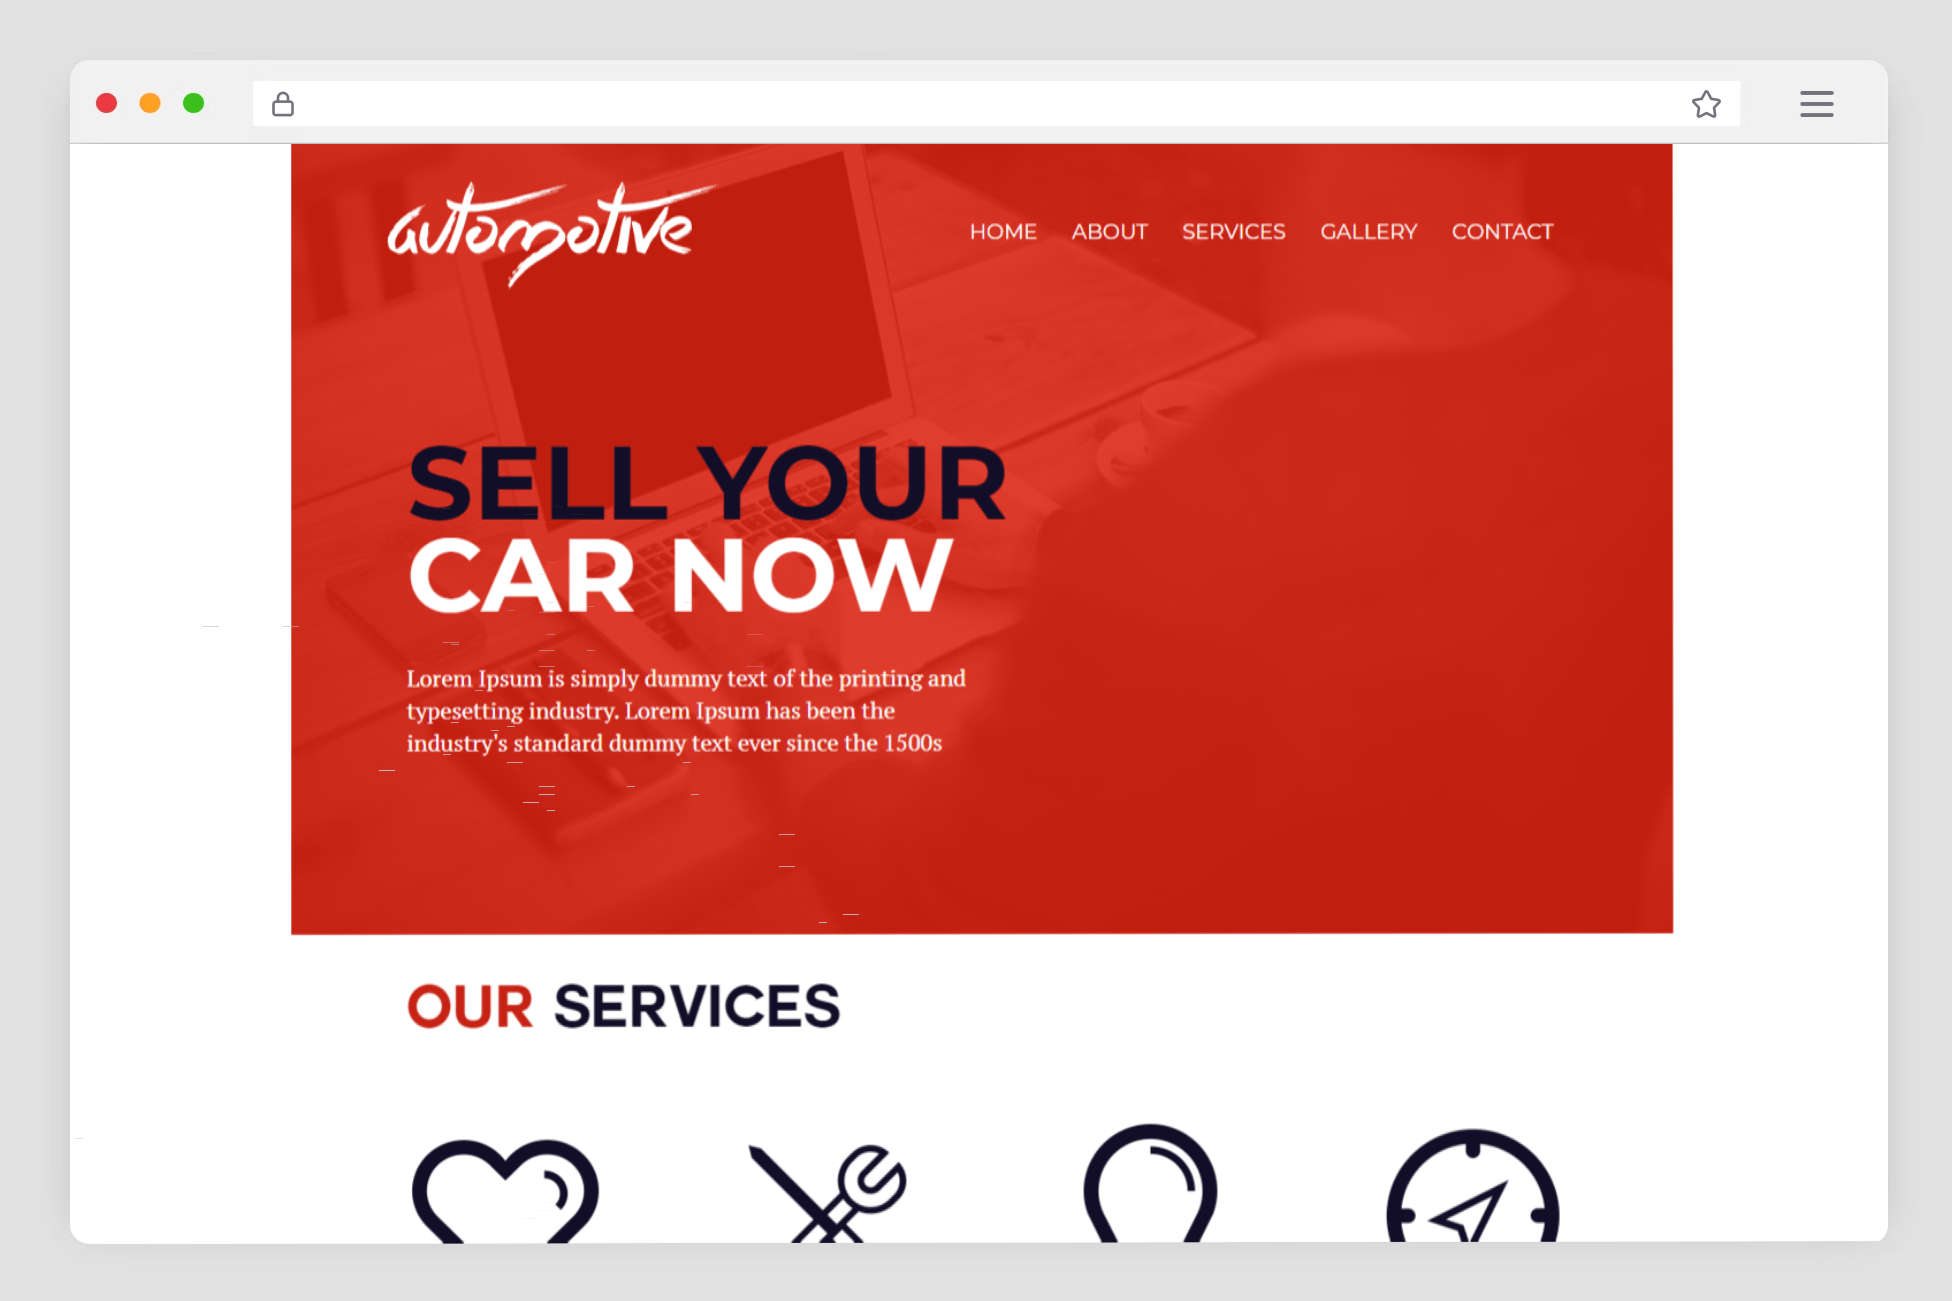 automotive
HOME ABOUT SERVICES GALLERY CONTACT
SELL YOUR
CAR NOW
Lorem Ipsum is simply dummy text of the printing and
typesetting industry. Lorem Ipsum has been the
industry's standard dummy text ever since the 1500s
OUR SERVICES